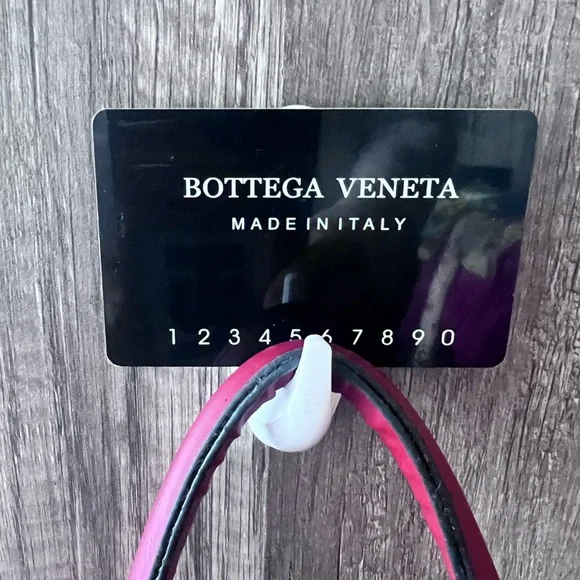 BOTTEGA VENETA
MADE IN ITALY
1 2 3 4 5 6 7 8 9 0